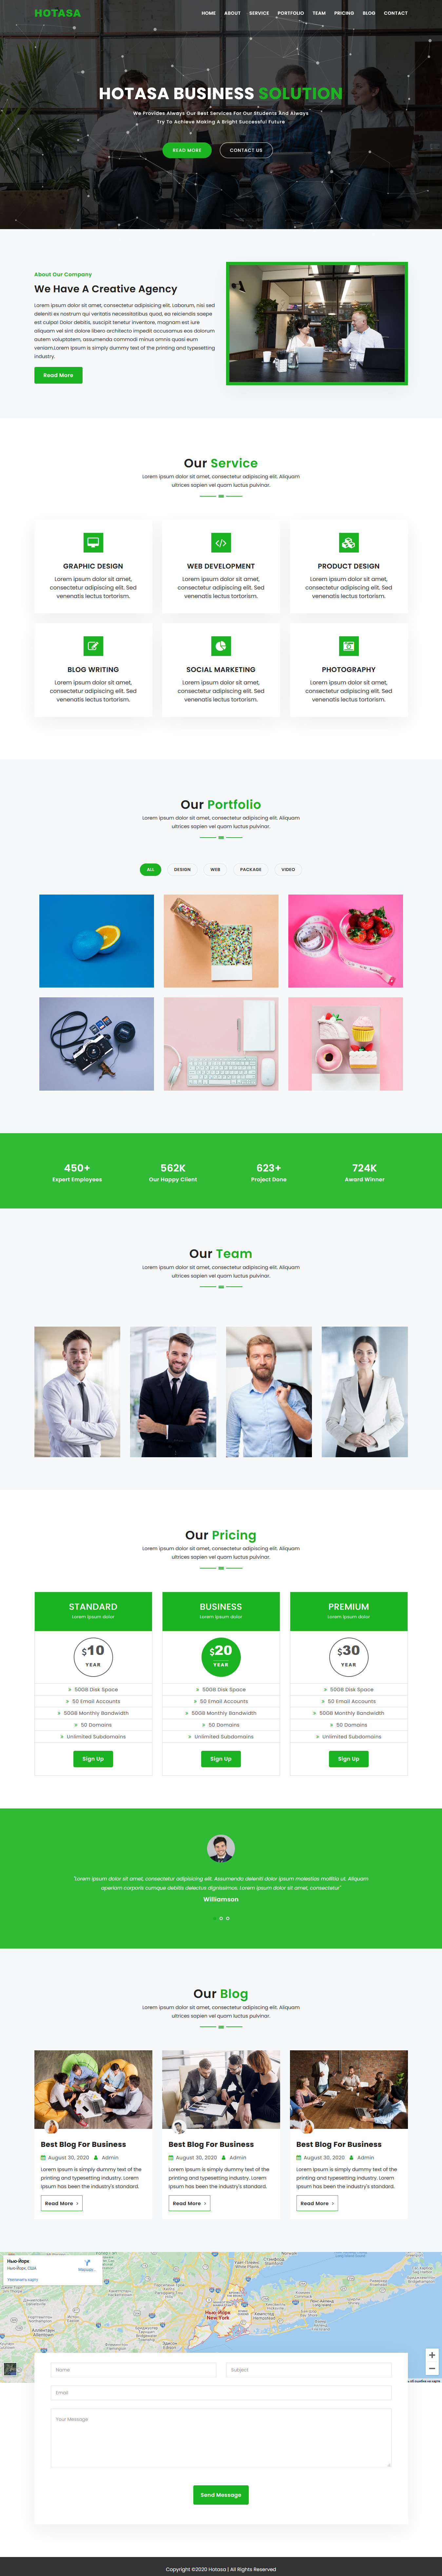 HOTASA
HOME ABOUT SERVICE PORTFOLIO TEAM PRICING BLOG CONTACT
HOTASA BUSINESS SOLUTION
We Provides Always Our Best Services For Our Students And Always
Try To Achieve Making A Bright Successful Future
READ MORE CONTACT US
About Our Company
We Have A Creative Agency
Lorem ipsum dolor sit amet, consectetur adipisicing elit. Laborum, nisi sed
deleniti ex nostrum qui veritatis necessitatibus quod, ea reiciendis saepe
est culpa! Dolor debitis, suscipit tenetur inventore, magnam est iure
aliquam vel sint dolore libero architecto impedit accusamus eos dolorum
autem voluptatem, assumenda commodi minus omnis quasi eum
veniam.Lorem Ipsum is simply dummy text of the printing and typesetting
industry.
Read More
Our Service
Lorem ipsum dolor sit amet, consectetur adipiscing elit. Aliquam
ultrices sapien vel quam luctus pulvinar.
GRAPHIC DESIGN
Lorem ipsum dolor sit amet,
consectetur adipiscing elit. Sed
venenatis lectus tortorism.
WEB DEVELOPMENT
Lorem ipsum dolor sit amet,
consectetur adipiscing elit. Sed
venenatis lectus tortorism.
PRODUCT DESIGN
Lorem ipsum dolor sit amet,
consectetur adipiscing elit. Sed
venenatis lectus tortorism.
BLOG WRITING
Lorem ipsum dolor sit amet,
consectetur adipiscing elit. Sed
venenatis lectus tortorism.
SOCIAL MARKETING
Lorem ipsum dolor sit amet,
consectetur adipiscing elit. Sed
venenatis lectus tortorism.
PHOTOGRAPHY
Lorem ipsum dolor sit amet,
consectetur adipiscing elit. Sed
venenatis lectus tortorism.
Our Portfolio
Lorem ipsum dolor sit amet, consectetur adipiscing elit. Aliquam
ultrices sapien vel quam luctus pulvinar.
ALL DESIGN WEB PACKAGE VIDEO
450+ 562K 623+ 724K
Expert Employees Our Happy Client Project Done Award Winner
Our Team
Lorem ipsum dolor sit amet, consectetur adipiscing elit. Aliquam
ultrices sapien vel quam luctus pulvinar.
Our Pricing
Lorem ipsum dolor sit amet, consectetur adipiscing elit. Aliquam
ultrices sapien vel quam luctus pulvinar.
STANDARD
Lorem ipsum dolor
$10
YEAR
50GB Disk Space
50 Email Accounts
50GB Monthly Bandwidth
50 Domains
Unlimited Subdomains
Sign Up
BUSINESS
Lorem ipsum dolor
$20
YEAR
50GB Disk Space
50 Email Accounts
50GB Monthly Bandwidth
50 Domains
Unlimited Subdomains
Sign Up
PREMIUM
Lorem ipsum dolor
$30
YEAR
50GB Disk Space
50 Email Accounts
50GB Monthly Bandwidth
50 Domains
Unlimited Subdomains
Sign Up
"Lorem ipsum dolor sit amet, consectetur adipisicing elit. Assumenda deleniti dolor ipsum molestias mollitia ut. Aliquam
aperiam corporis cumque debitis delectus dignissimos. Lorem ipsum dolor sit amet, consectetur"
Williamson
Our Blog
Lorem ipsum dolor sit amet, consectetur adipiscing elit. Aliquam
ultrices sapien vel quam luctus pulvinar.
Best Blog For Business
August 30, 2020 Admin
Lorem Ipsum is simply dummy text of the
printing and typesetting industry. Lorem
Ipsum has been the industry's standard.
Read More
Best Blog For Business
August 30, 2020 Admin
Lorem Ipsum is simply dummy text of the
printing and typesetting industry. Lorem
Ipsum has been the industry's standard.
Read More
Best Blog For Business
August 30, 2020 Admin
Lorem Ipsum is simply dummy text of the
printing and typesetting industry. Lorem
Ipsum has been the industry's standard.
Read More
Нью-Йорк
Нью-Йорк, США
Увеличить карту
Нью-Йорк
New York
Name Subject
Email
Your Message
Send Message
Copyright ©2020 Hotasa | All Rights Reserved